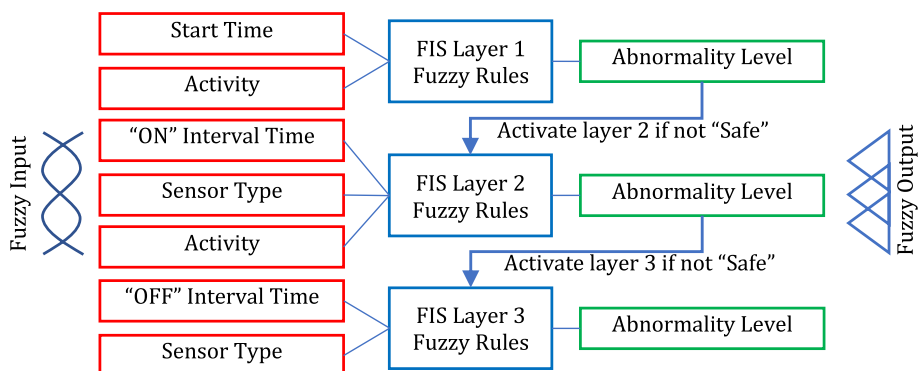 Start Time
Activity
FIS Layer 1
Fuzzy Rules
Abnormality Level
Activate layer 2 if not “Safe”
Fuzzy Input
“ON” Interval Time
Sensor Type
Activity
FIS Layer 2
Fuzzy Rules
Abnormality Level
Fuzzy Output
Activate layer 3 if not “Safe”
“OFF” Interval Time
Sensor Type
FIS Layer 3
Fuzzy Rules
Abnormality Level